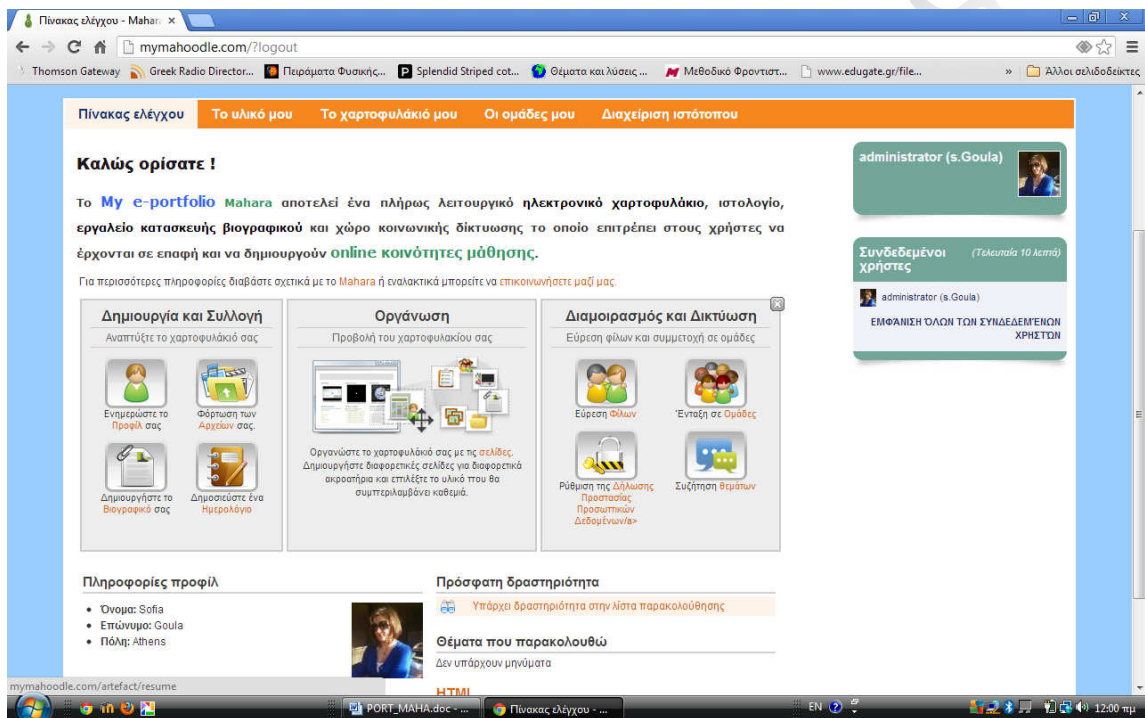 Πίνακας ελέγχου - Mahar
mymahoodle.com/?logout
Thomson Gateway Greek Radio Director... Πειράματα Φυσικής,... Splendid Striped cot... Θέματα και λύσεις ... Μεθοδικό Φροντιστ... www.edugate.gr/file... » Άλλοι σελιδοδείκτες
Πίνακας ελέγχου Το υλικό μου Το χαρτοφυλάκιό μου Οι ομάδες μου Διαχείριση ιστότοπου
Καλώς ορίσατε !
Το My e-portfolio Mahara αποτελεί ένα πλήρως λειτουργικό ηλεκτρονικό χαρτοφυλάκιο, ιστολόγιο,
εργαλείο κατασκευής βιογραφικού και χώρο κοινωνικής δίκτυωσης το οποίο επιτρέπει στους χρήστες να
έρχονται σε επαφή και να δημιουργούν online κοινότητες μάθησης.
Για περισσότερες πληροφορίες διαβάστε σχετικά με το Mahara ή εναλακτικά μπορείτε να επικοινωνήσετε μαζί μας.
Δημιουργία και Συλλογή
Αναπτύξτε το χαρτοφυλάκιό σας
Ενημερώστε το
Προφίλ σας
Φόρτωση των
Αρχείων σας.
Δημιουργήστε το
Βιογραφικό σας
Δημοσιεύστε ένα
Ημερολόγιο
Οργάνωση
Προβολή του χαρτοφυλακίου σας
Οργανώστε το χαρτοφυλάκιό σας με τις σελίδες.
Δημιουργήστε διαφορετικές σελίδες για διαφορετικά
ακροατήρια και επιλέξτε το υλικό που θα
συμπεριλαμβάνει καθεμιά.
Διαμοιρασμός και Δικτύωση
Εύρεση φίλων και συμμετοχή σε ομάδες
Εύρεση Φίλων
Ένταξη σε Ομάδες
Ρύθμιση της Δήλωσης
Προστασίας
Προσωπικών
Δεδομένων/a>
Συζήτηση θεμάτων
administrator (s.Goula)
Συνδεδεμένοι
χρήστες
(Τελευταία 10 λεπτά)
administrator (s.Goula)
ΕΜΦΆΝΙΣΗ ΌΛΩΝ ΤΩΝ ΣΥΝΔΕΔΕΜΈΝΩΝ
ΧΡΗΣΤΏΝ
Πληροφορίες προφίλ
Όνομα: Sofia
Επώνυμο: Goula
Πόλη: Athens
Πρόσφατη δραστηριότητα
Υπάρχει δραστηριότητα στην λίστα παρακολούθησης
Θέματα που παρακολουθώ
Δεν υπάρχουν μηνύματα
HTML
mymahoodle.com/artefact/resume
PORT_MAHA.doc - ... Πίνακας ελέγχου - ... EN 12:00 πμ